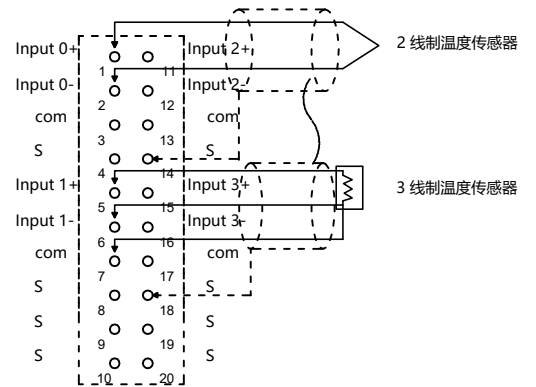 Input 0+ Input 2+ 2 线制温度传感器
1 11
Input 0- Input 2-
2 12
com com
3 13
S S
4 14
Input 1+ Input 3+ 3 线制温度传感器
5 15
Input 1- Input 3-
6 16
com com
7 17
S S
8 18
S S
9 19
S S
10 20